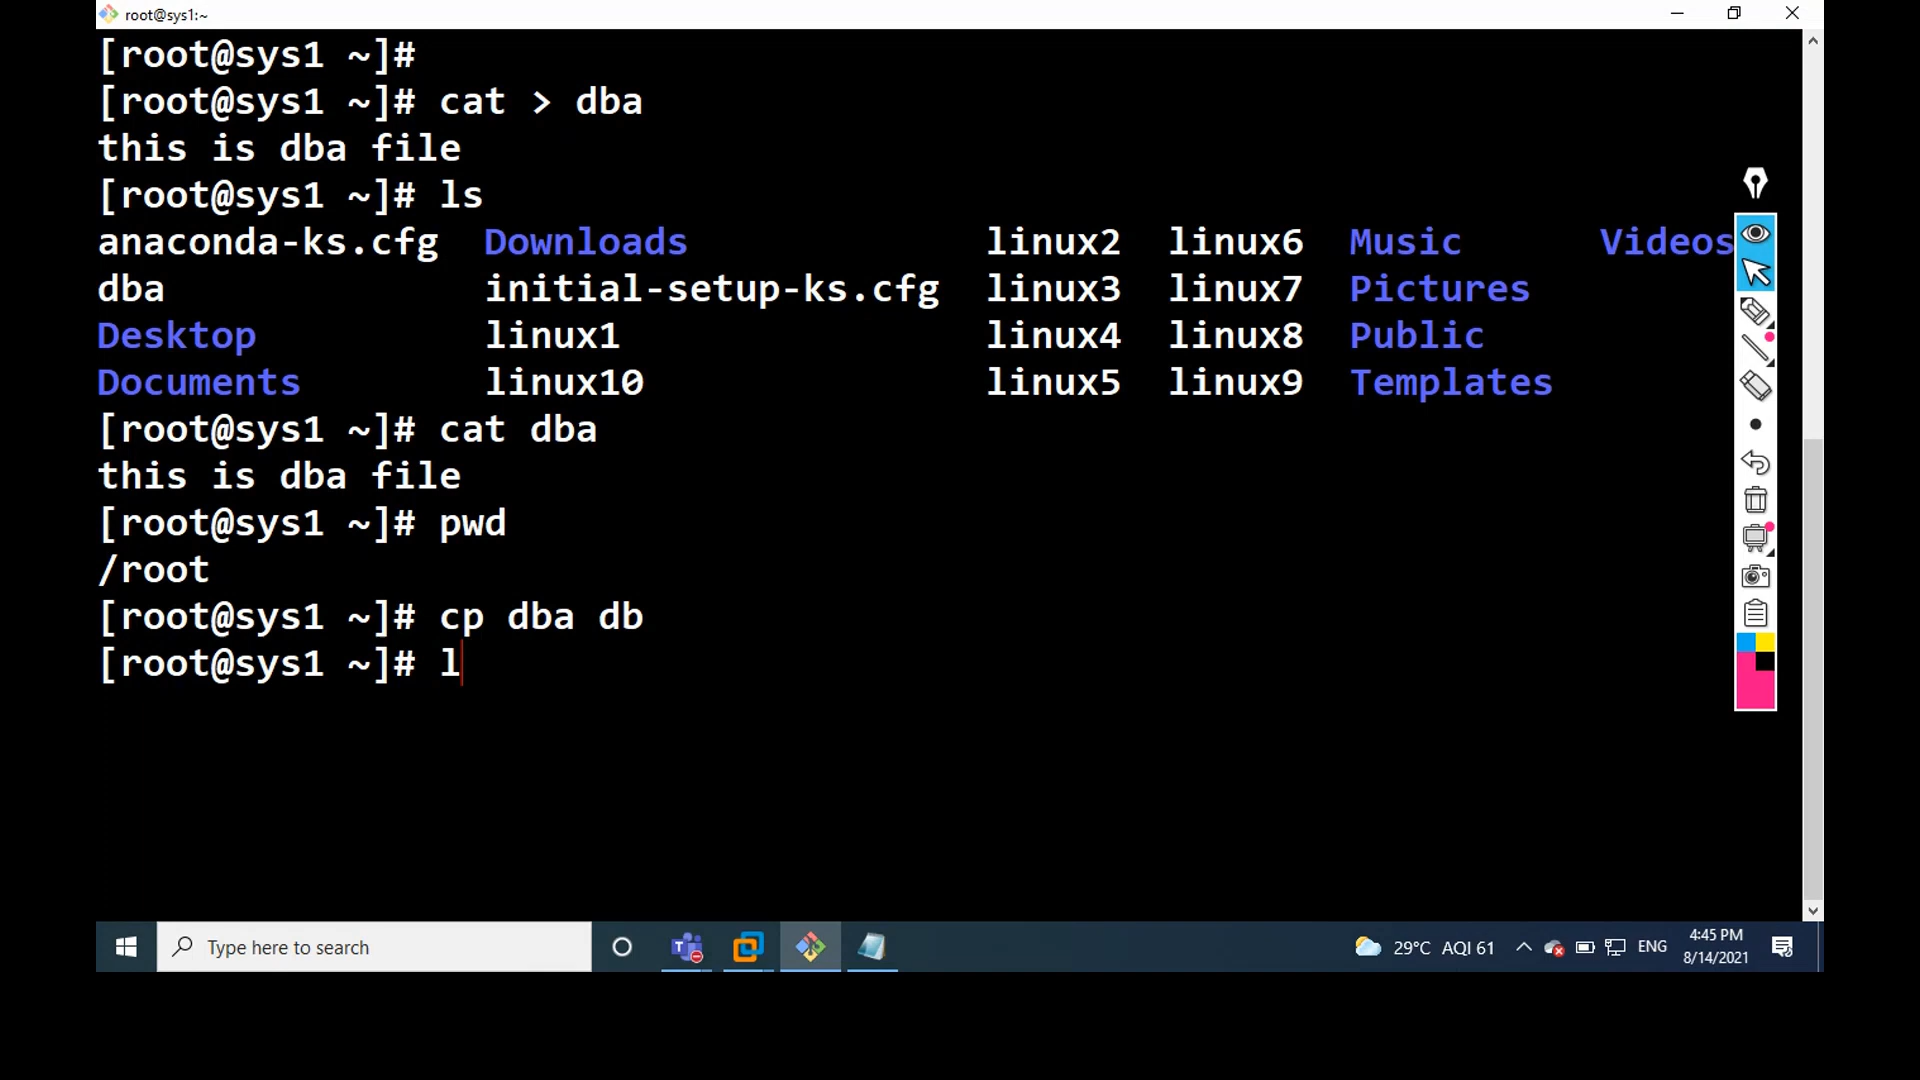 root@sys1:~
[root@sys1 ~]#
[root@sys1 ~]# cat > dba
this is dba file
[root@sys1 ~]# ls
anaconda-ks.cfg  Downloads             linux2  linux6  Music      Videos
dba              initial-setup-ks.cfg  linux3  linux7  Pictures
Desktop          linux1                linux4  linux8  Public
Documents        linux10               linux5  linux9  Templates
[root@sys1 ~]# cat dba
this is dba file
[root@sys1 ~]# pwd
/root
[root@sys1 ~]# cp dba db
[root@sys1 ~]# l
Type here to search
T
29°C AQI 61
ENG
4:45 PM
8/14/2021